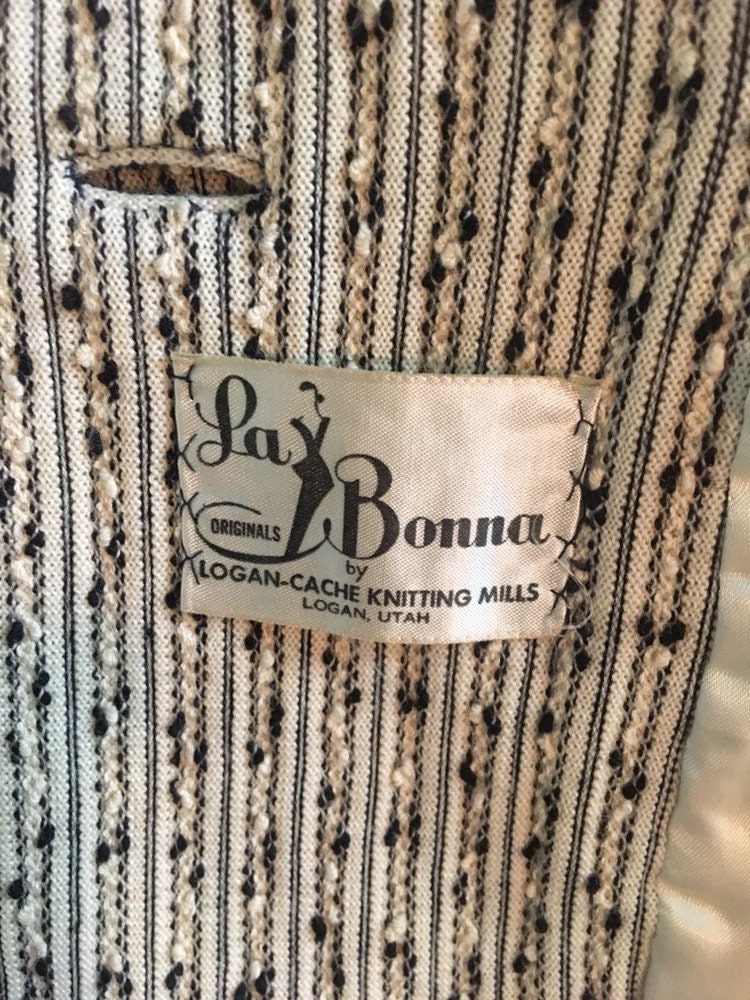 La
Bonna
ORIGINALS
by
LOGAN-CACHE KNITTING MILLS
LOGAN, UTAH